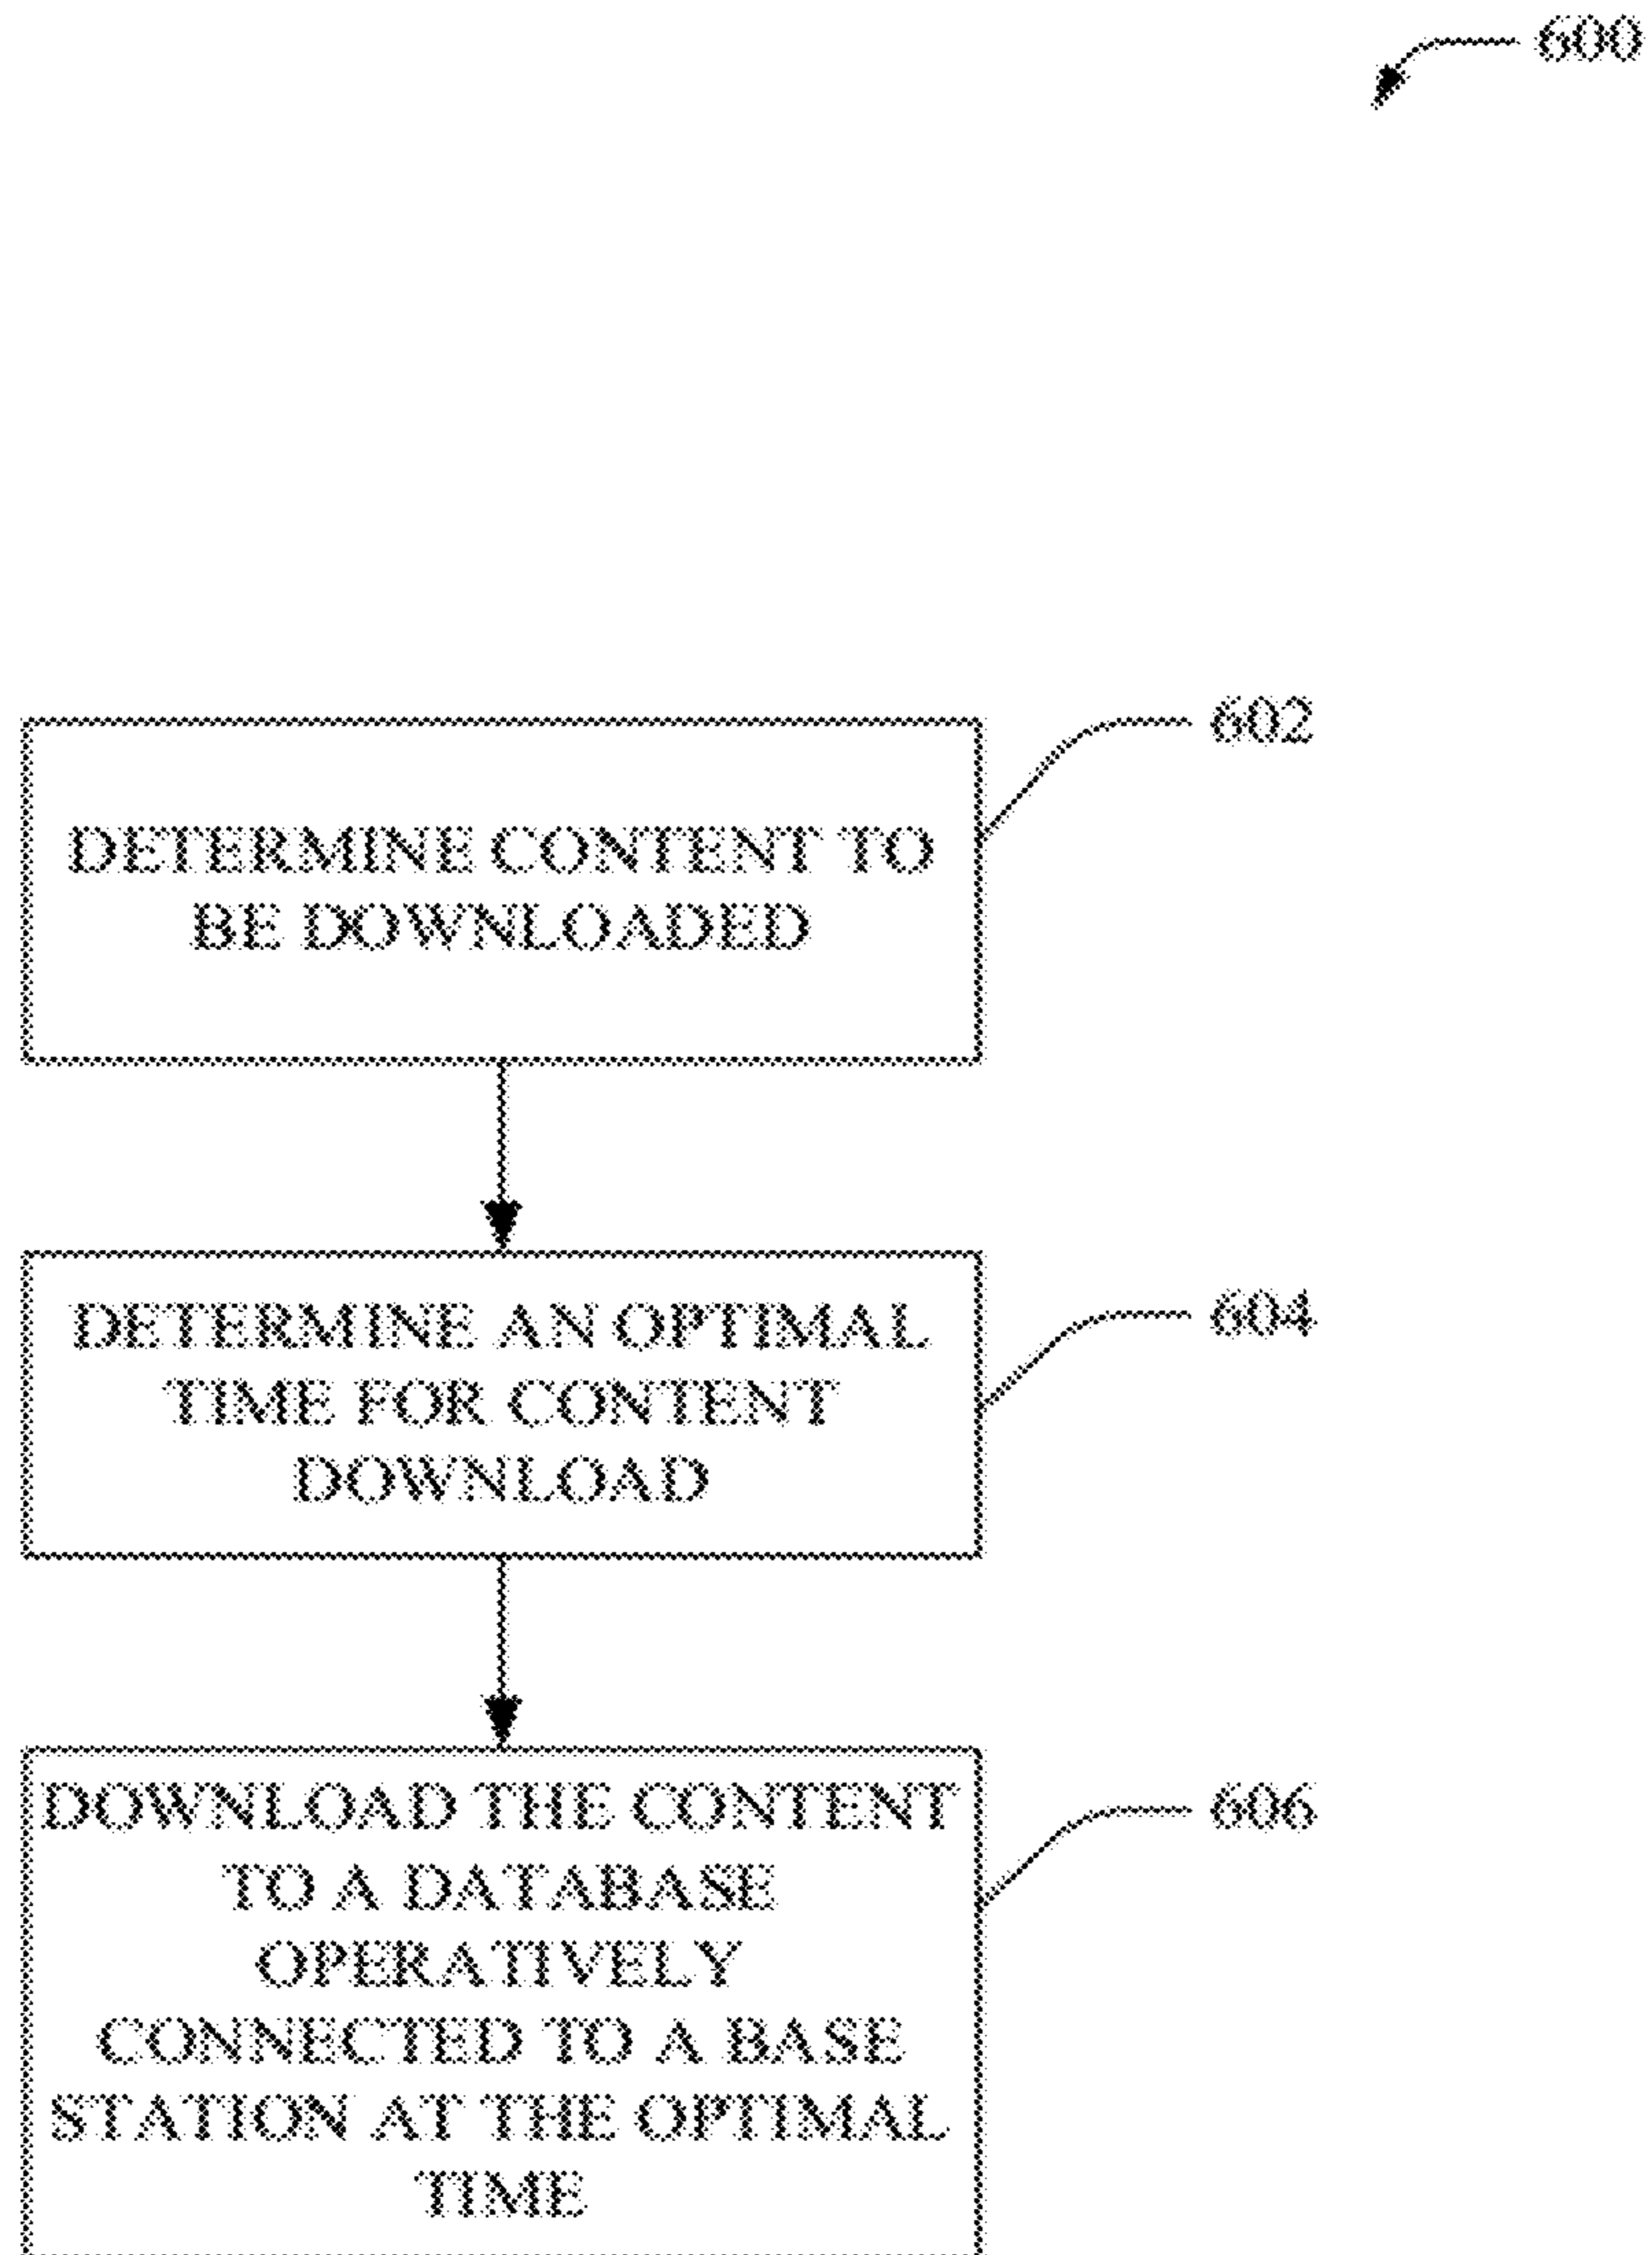 600
602
DETERMINE CONTENT TO
BE DOWNLOADED
604
DETERMINE AN OPTIMAL
TIME FOR CONTENT
DOWNLOAD
606
DOWNLOAD THE CONTENT
TO A DATABASE
OPERATIVELY
CONNECTED TO A BASE
STATION AT THE OPTIMAL
TIME